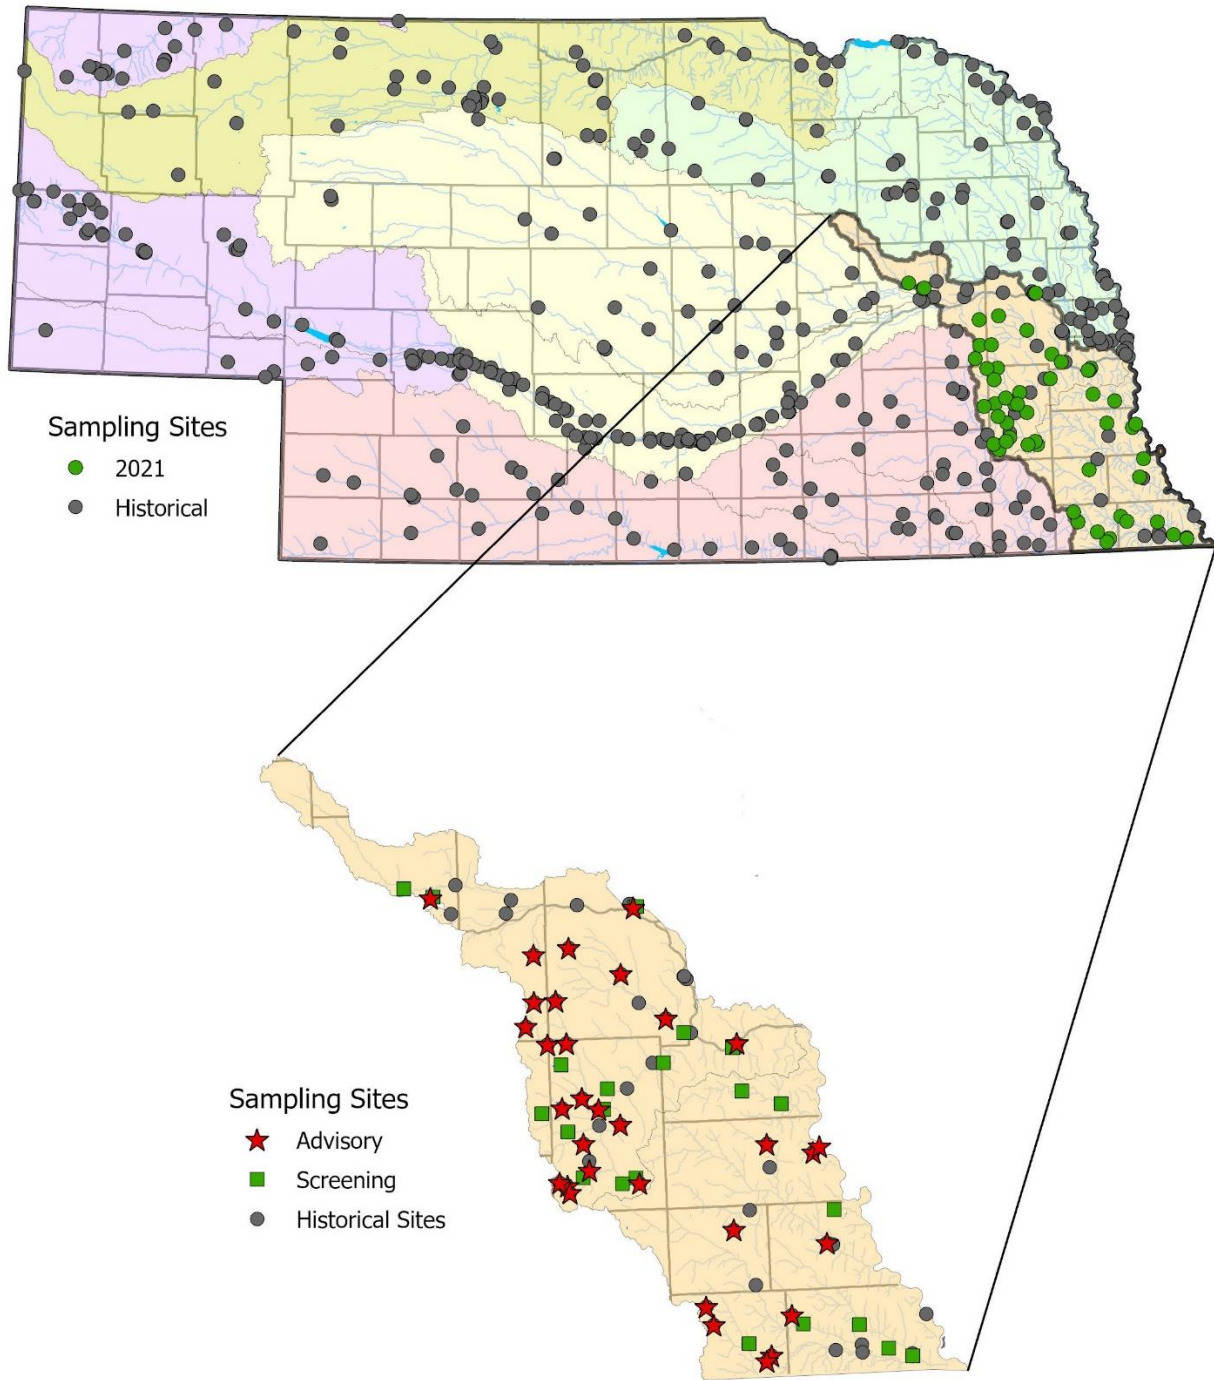 Sampling Sites
2021
Historical
Sampling Sites
Advisory
Screening
Historical Sites